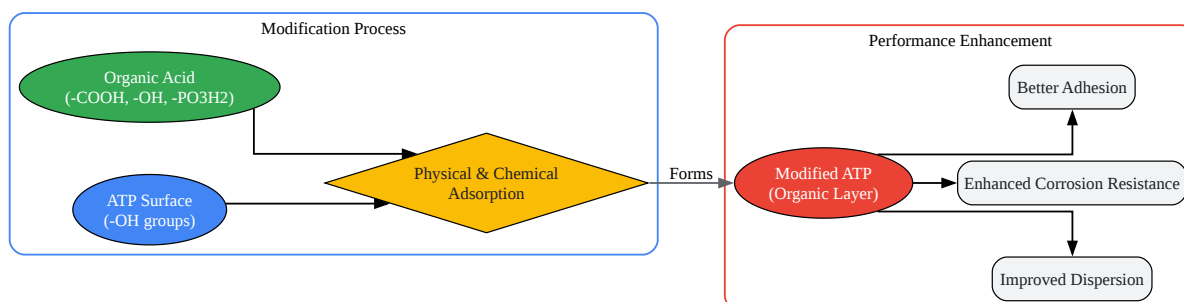 Modification Process
Organic Acid
(-COOH, -OH, -PO3H2)
ATP Surface
(-OH groups)
Physical & Chemical
Adsorption
Forms
Performance Enhancement
Modified ATP
(Organic Layer)
Better Adhesion
Enhanced Corrosion Resistance
Improved Dispersion